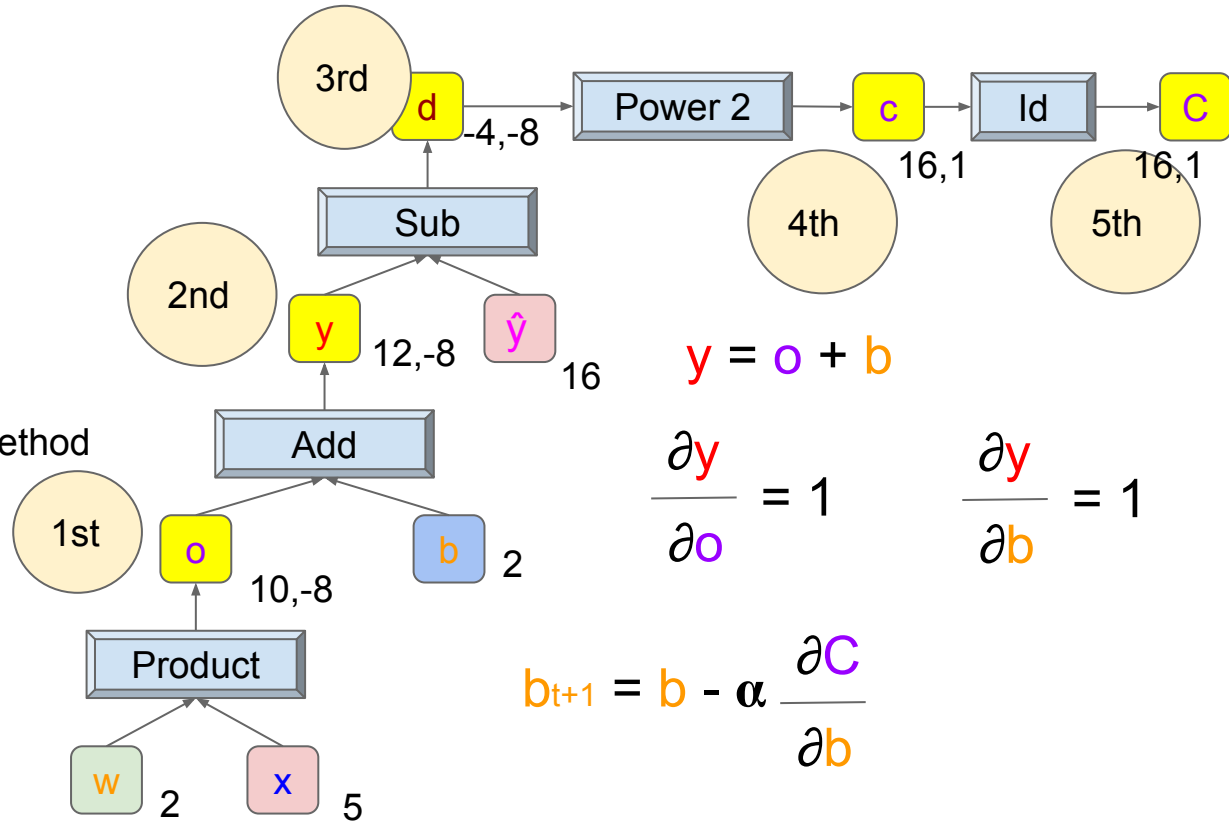 3rd
d
-4,-8
Power 2
c
16,1
Id
C
16,1
4th
5th
Sub
2nd
y
12,-8
ŷ
16
y = o + b
Add
ethod
1st
o
10,-8
b
2
∂y
∂o
= 1
∂y
∂b
= 1
Product
w
2
x
5
bt+1 = b - α ∂C
∂b